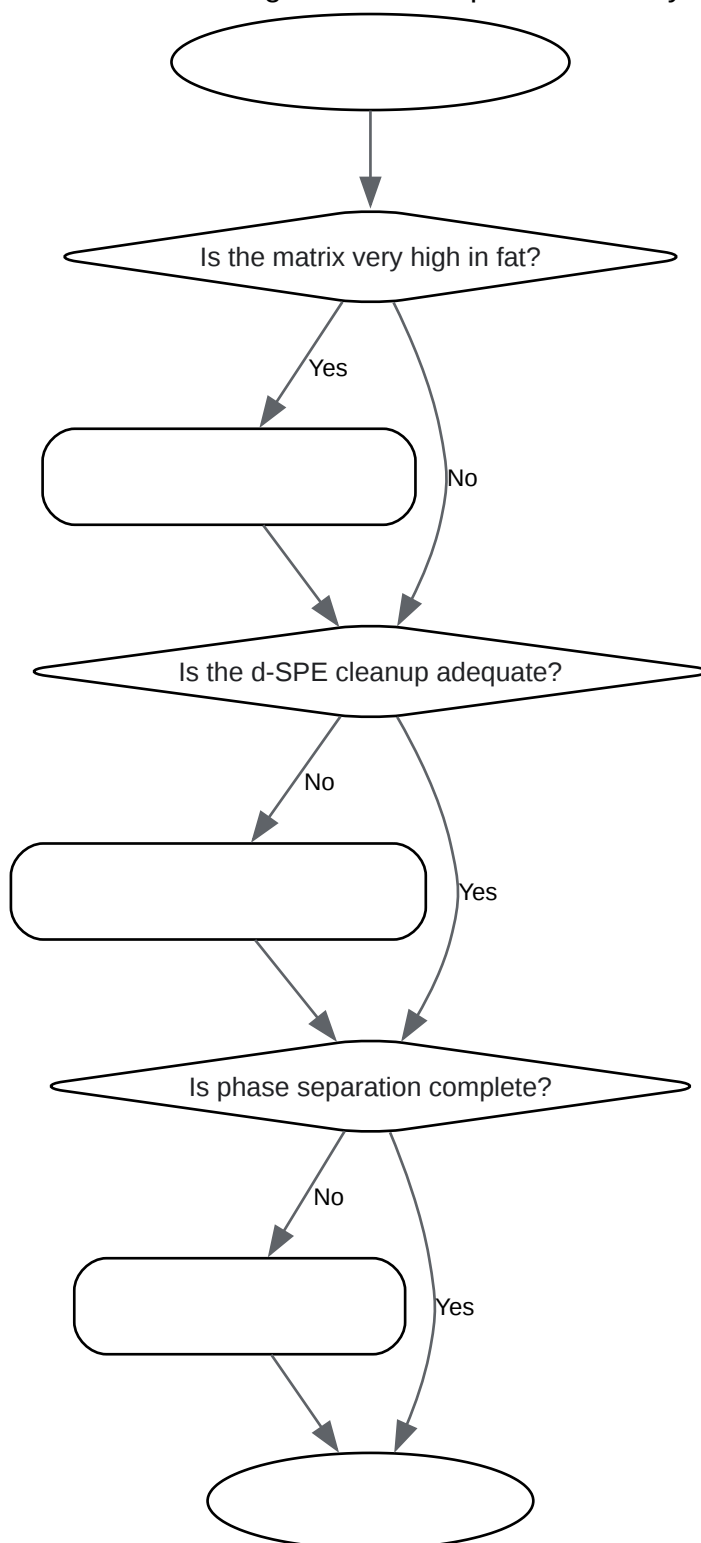 Is the matrix very high in fat?
Yes
No
Is the d-SPE cleanup adequate?
No
Yes
Is phase separation complete?
No
Yes